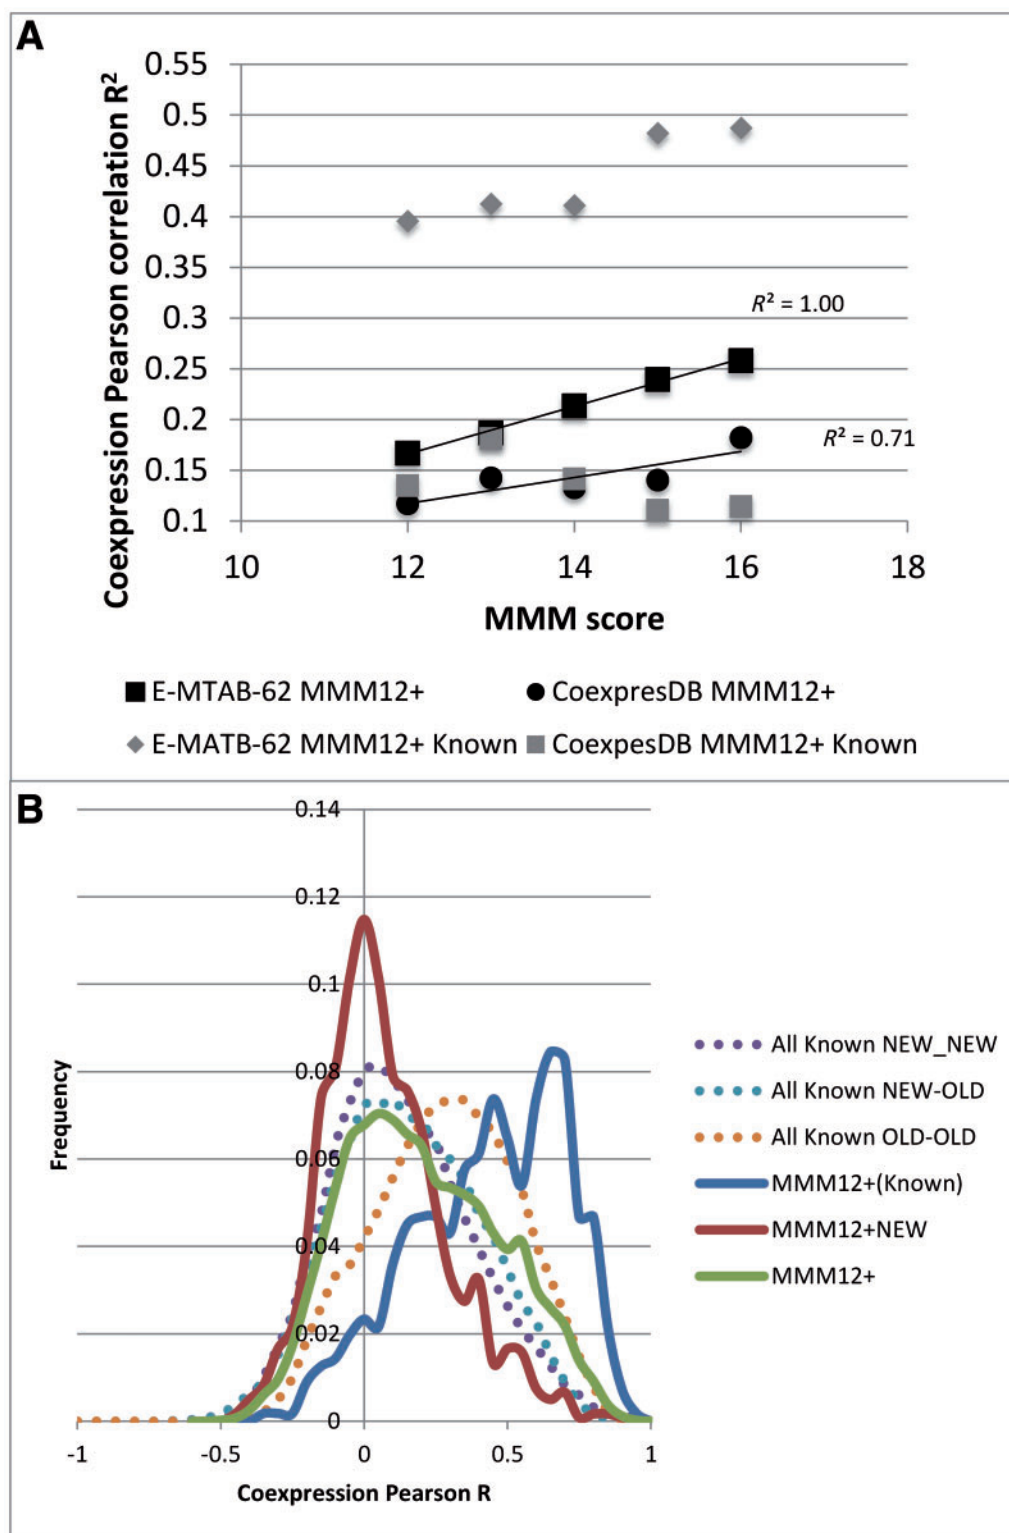 A
Coexpression Pearson correlation R²
0.55
0.5
0.45
0.4
0.35
0.3
0.25
0.2
0.15
0.1
R² = 1.00
R² = 0.71
10 12 14 16 18
MMM score
E-MTAB-62 MMM12+ CoexpresDB MMM12+
E-MATB-62 MMM12+ Known CoexpesDB MMM12+ Known
B
Frequency
0.14
0.12
0.1
0.08
0.06
0.04
0.02
0
-1 -0.5 0 0.5 1
Coexpression Pearson R
All Known NEW_NEW
All Known NEW-OLD
All Known OLD-OLD
MMM12+(Known)
MMM12+NEW
MMM12+